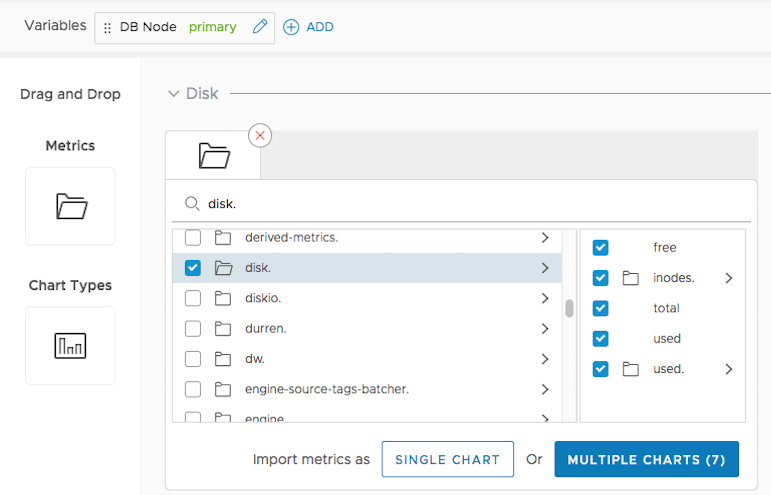 Variables DB Node primary ADD
Drag and Drop
Disk
Metrics
disk.
derived-metrics.
disk.
diskio.
durren.
dw.
engine-source-tags-batcher.
engine
free
inodes.
total
used
used.
Chart Types
Import metrics as SINGLE CHART Or MULTIPLE CHARTS (7)